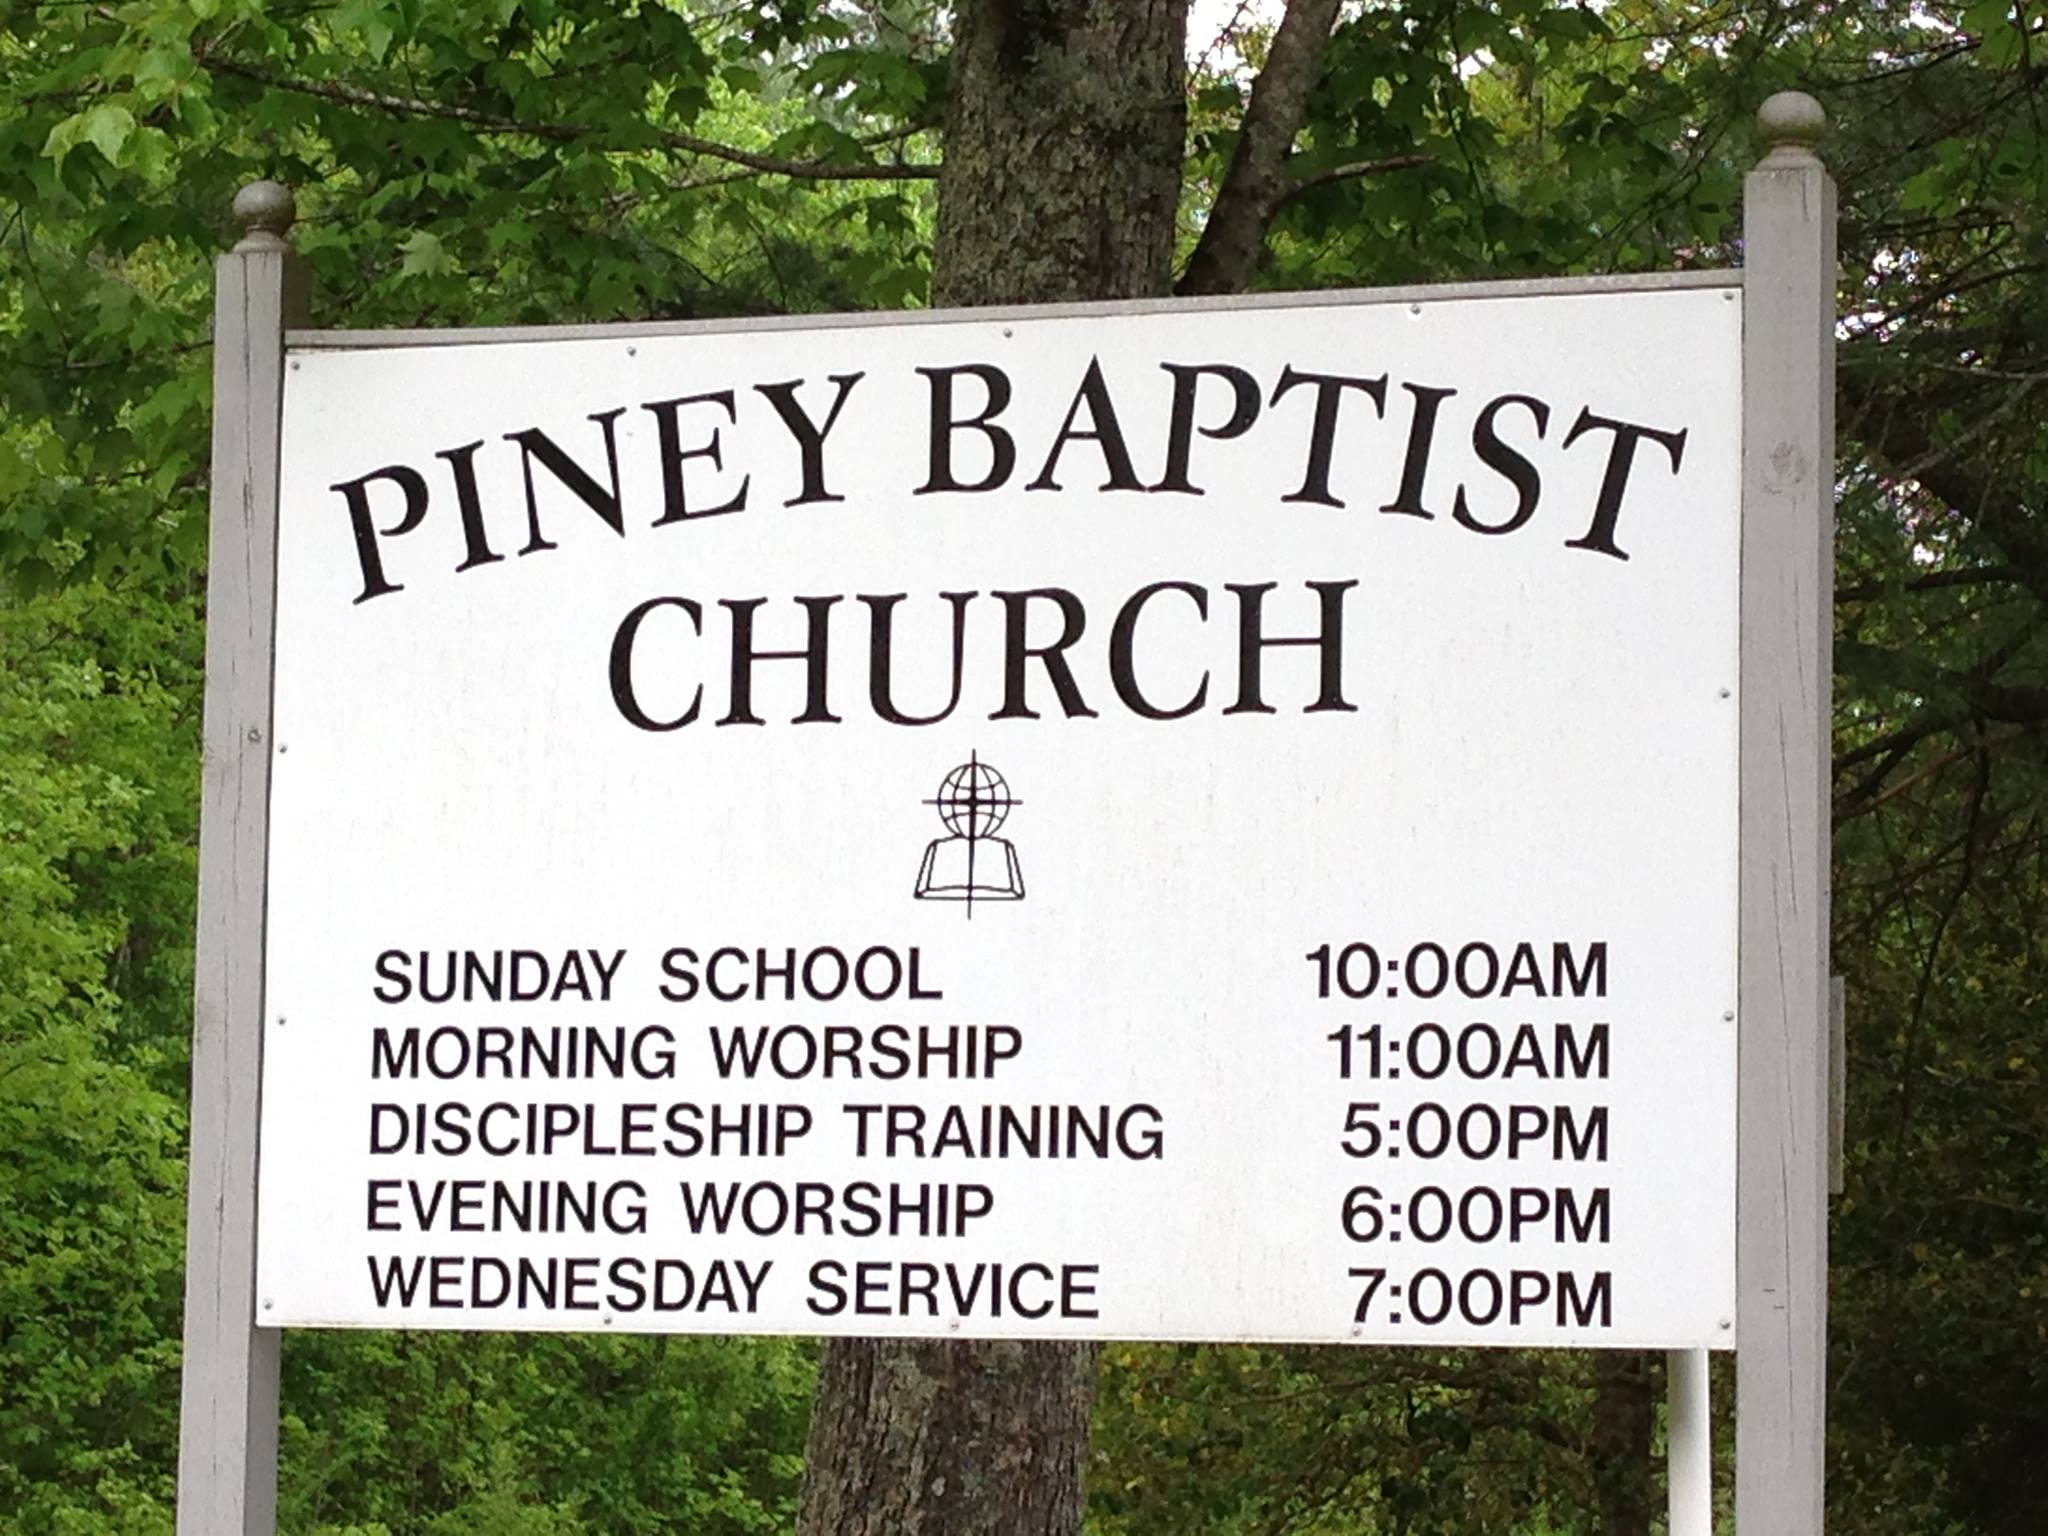 PINEY BAPTIST
CHURCH
SUNDAY SCHOOL 10:00AM
MORNING WORSHIP 11:00AM
DISCIPLESHIP TRAINING 5:00PM
EVENING WORSHIP 6:00PM
WEDNESDAY SERVICE 7:00PM